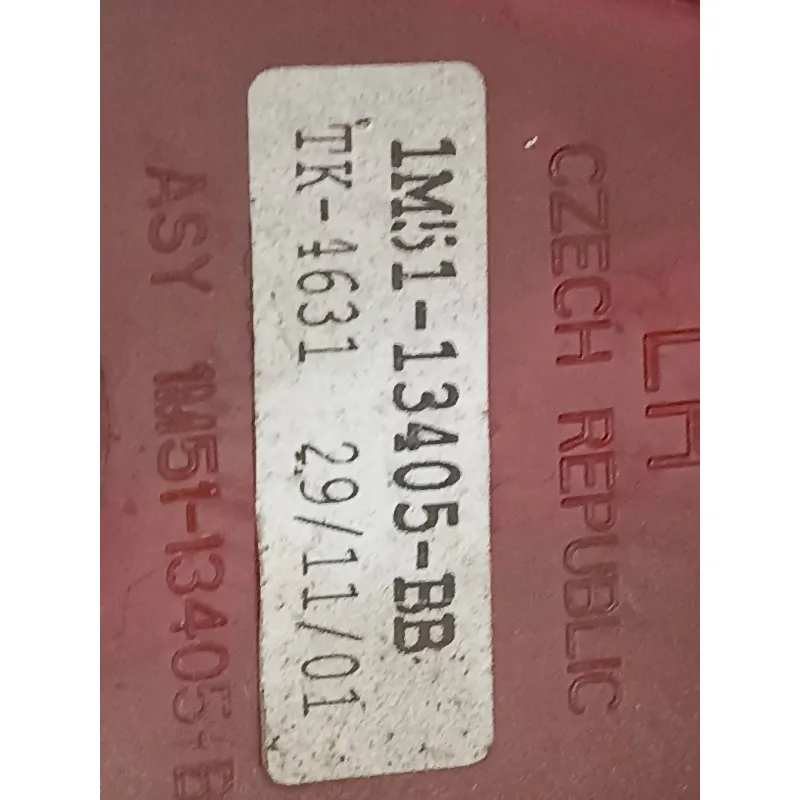 LH
CZECH REPUBLIC
1M51-13405-BB
TK-4631 29/11/01
ASY 1M51-13405-B